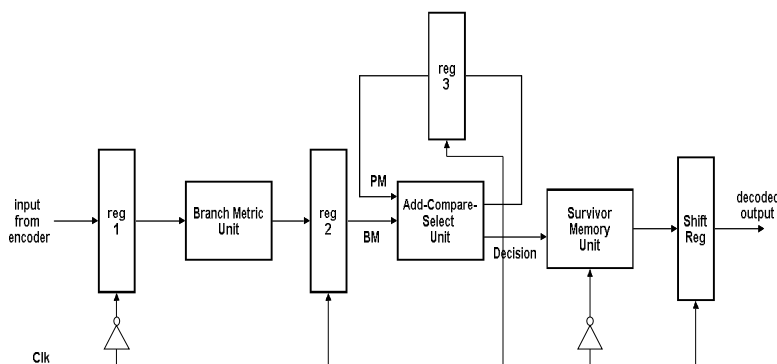 reg
3
input
from
encoder
reg
1
Branch Metric
Unit
reg
2
PM
BM
Add-Compare-
Select
Unit
Decision
Survivor
Memory
Unit
Shift
Reg
decoded
output
Clk